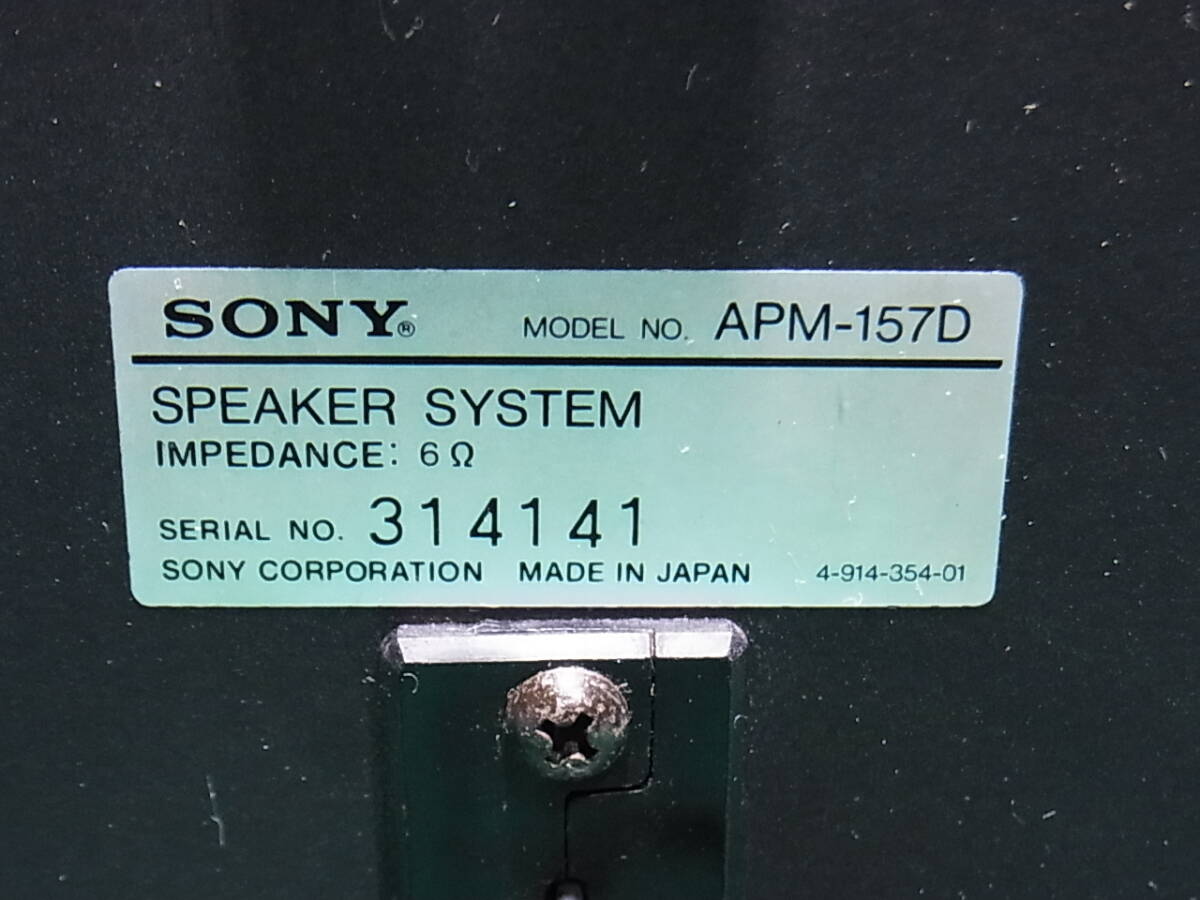 SONY® MODEL NO. APM-157D
SPEAKER SYSTEM
IMPEDANCE: 6 Ω
SERIAL NO. 314141
SONY CORPORATION MADE IN JAPAN 4-914-354-01